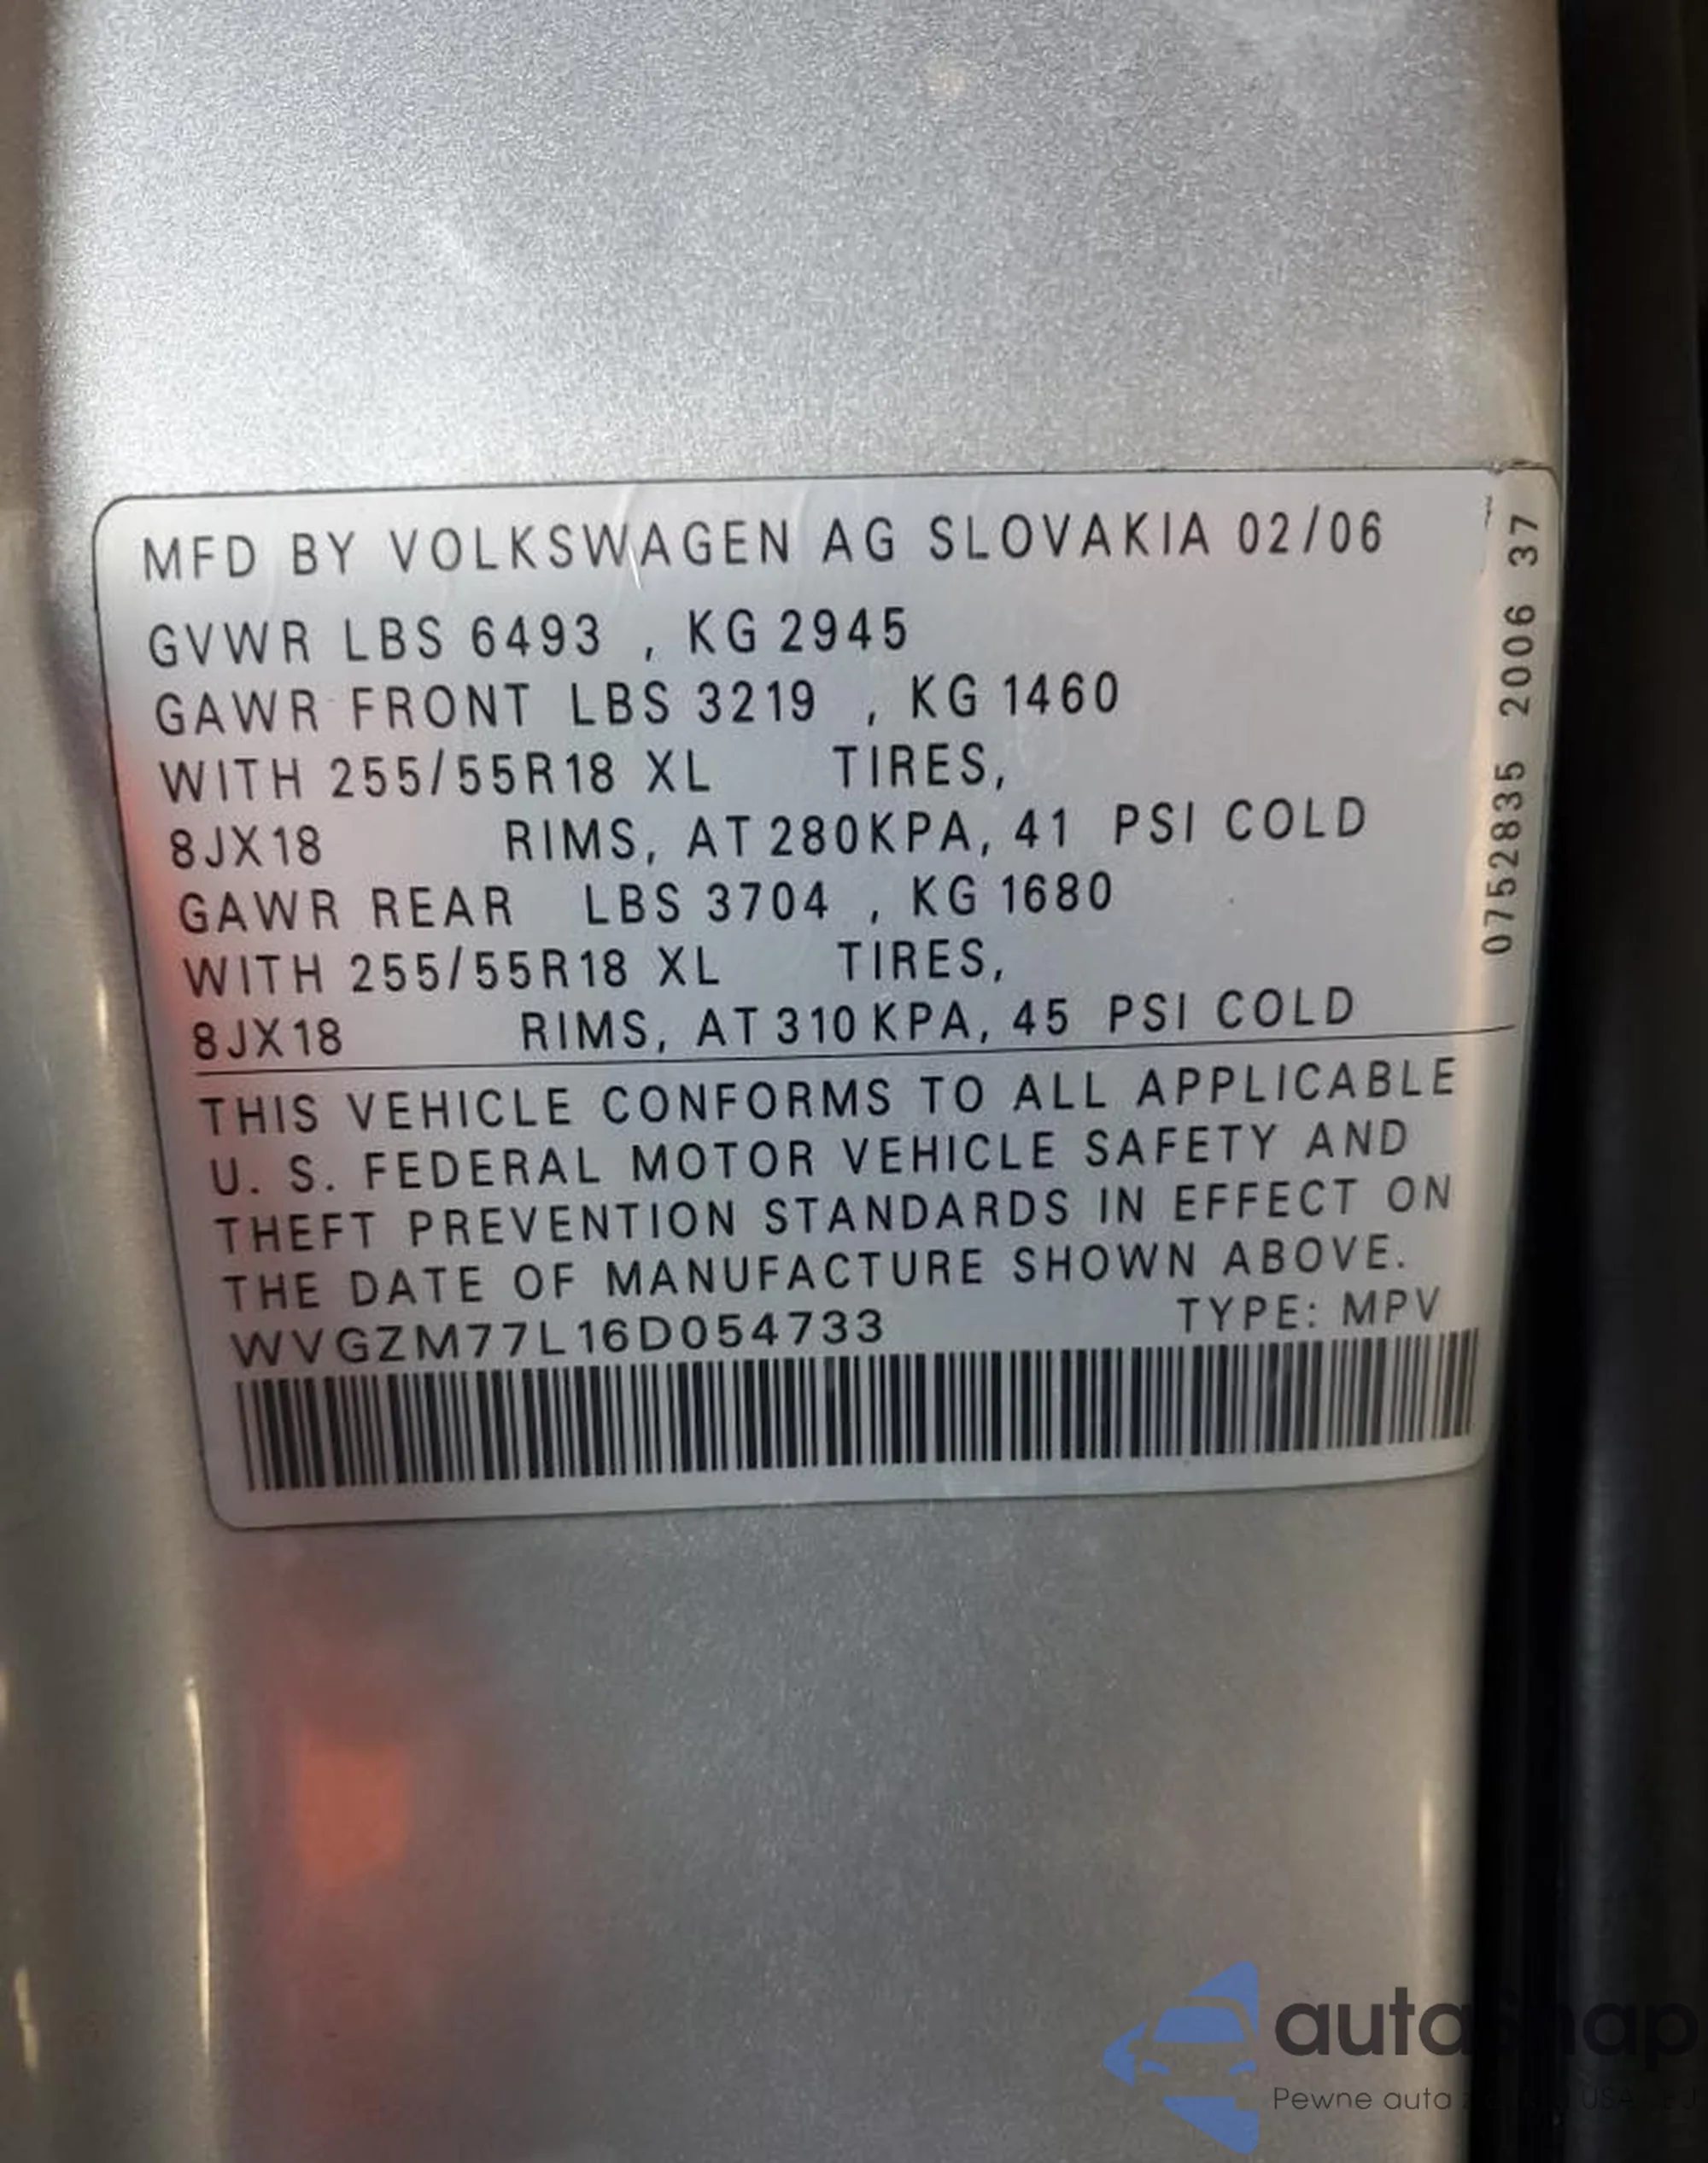 MFD BY VOLKSWAGEN AG SLOVAKIA 02/06
GVWR LBS 6493 , KG 2945
GAWR FRONT LBS 3219 , KG 1460
WITH 255/55R18 XL TIRES,
8JX18 RIMS, AT 280KPA, 41 PSI COLD
GAWR REAR LBS 3704 , KG 1680
WITH 255/55R18 XL TIRES,
8JX18 RIMS, AT 310 KPA, 45 PSI COLD
THIS VEHICLE CONFORMS TO ALL APPLICABLE
U. S. FEDERAL MOTOR VEHICLE SAFETY AND
THEFT PREVENTION STANDARDS IN EFFECT ON
THE DATE OF MANUFACTURE SHOWN ABOVE.
WVGZM77L16D054733 TYPE: MPV
0752835 2006 37
autasnap
Pewne auta z USA